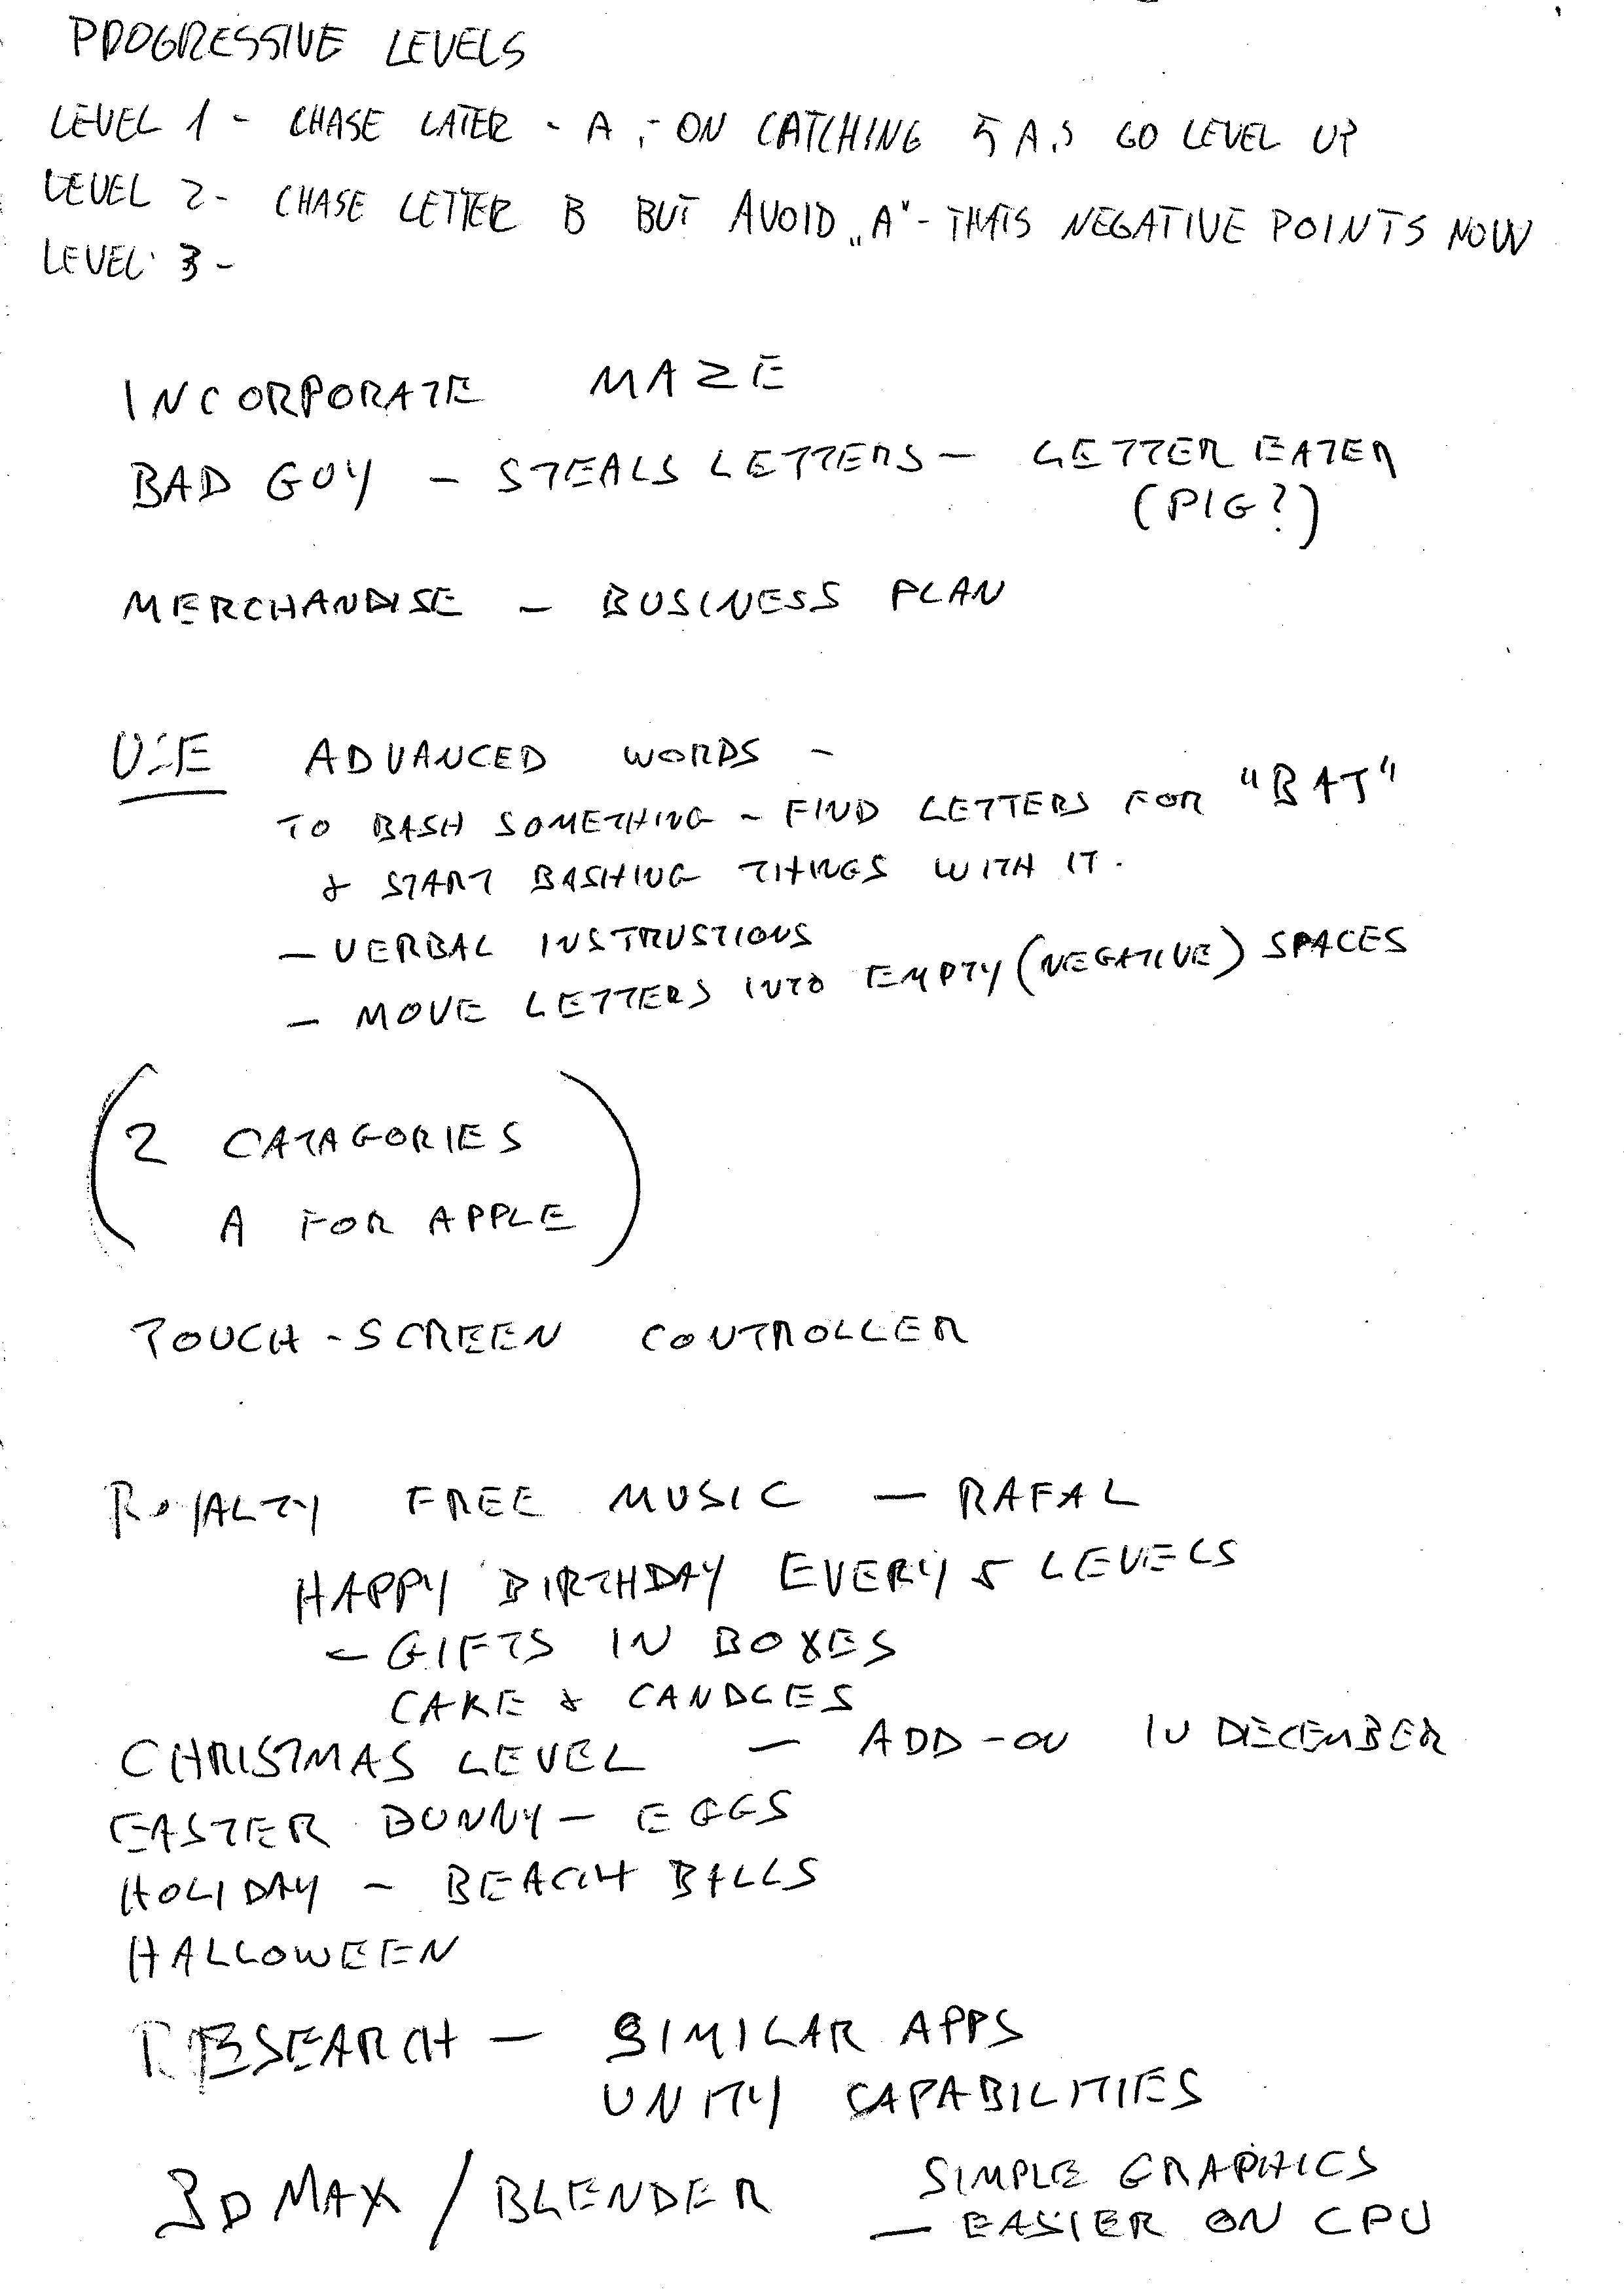 PROGRESSIVE LEVELS
LEVEL 1 - CHASE LATER - A - ON CATCHING 5 A,S GO LEVEL UP
LEVEL 2 - CHASE LETTER B BUT AVOID „A" - THATS NEGATIVE POINTS NOW
LEVEL 3 -
INCORPORATE MAZE
BAD GUY - STEALS LETTERS - LETTER EATER
(PIG?)
MERCHANDISE - BUSINESS PLAN
USE ADVANCED WORDS -
TO BASH SOMETHING - FIND LETTERS FOR "BAT"
& START BASHING THINGS WITH IT.
- VERBAL INSTRUSTIONS
- MOVE LETTERS INTO EMPTY (NEGATIVE) SPACES
(2 CATAGORIES
A FOR APPLE)
TOUCH-SCREEN CONTROLLER
ROYALTY FREE MUSIC - RAFAL
HAPPY BIRTHDAY EVERY 5 LEVELS
- GIFTS IN BOXES
CAKE & CANDLES
CHRISTMAS LEVEL - ADD-ON IN DECEMBER
EASTER BUNNY - EGGS
HOLIDAY - BEACH BALLS
HALLOWEEN
RESEARCH - SIMILAR APPS
UNITY CAPABILITIES
3D MAX / BLENDER SIMPLE GRAPHICS
- EASIER ON CPU